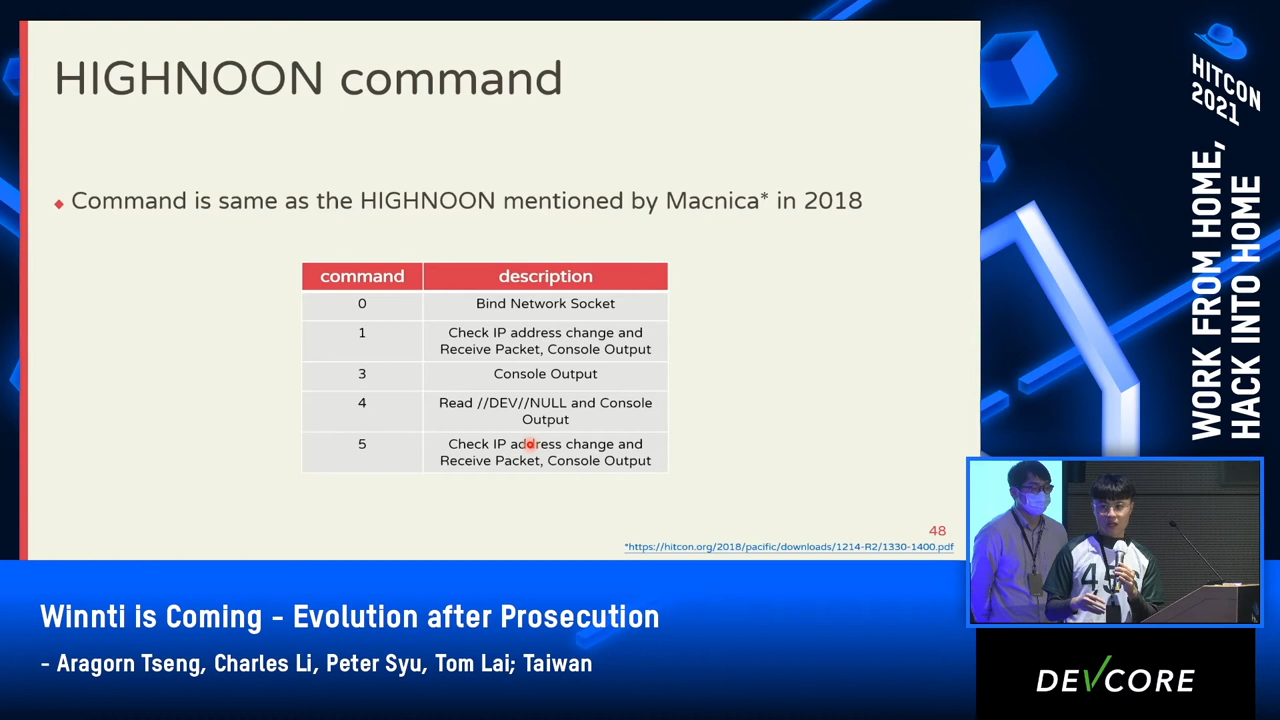 HIGHNOON command
Command is same as the HIGHNOON mentioned by Macnica* in 2018
command description
0 Bind Network Socket
1 Check IP address change and
Receive Packet, Console Output
3 Console Output
4 Read //DEV//NULL and Console
Output
5 Check IP address change and
Receive Packet, Console Output
48
*https://hitcon.org/2018/pacific/downloads/1214-R2/1330-1400.pdf
HITCON
2021
WORK FROM HOME,
HACK INTO HOME
Winnti is Coming - Evolution after Prosecution
- Aragorn Tseng, Charles Li, Peter Syu, Tom Lai; Taiwan
DEVCORE